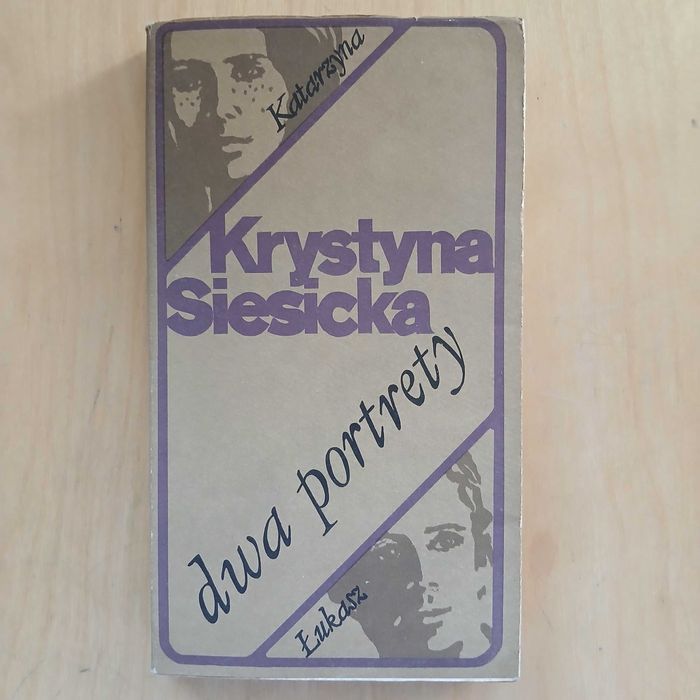 Katarzyna
Krystyna
Siesicka
dwa portrety
Łukasz